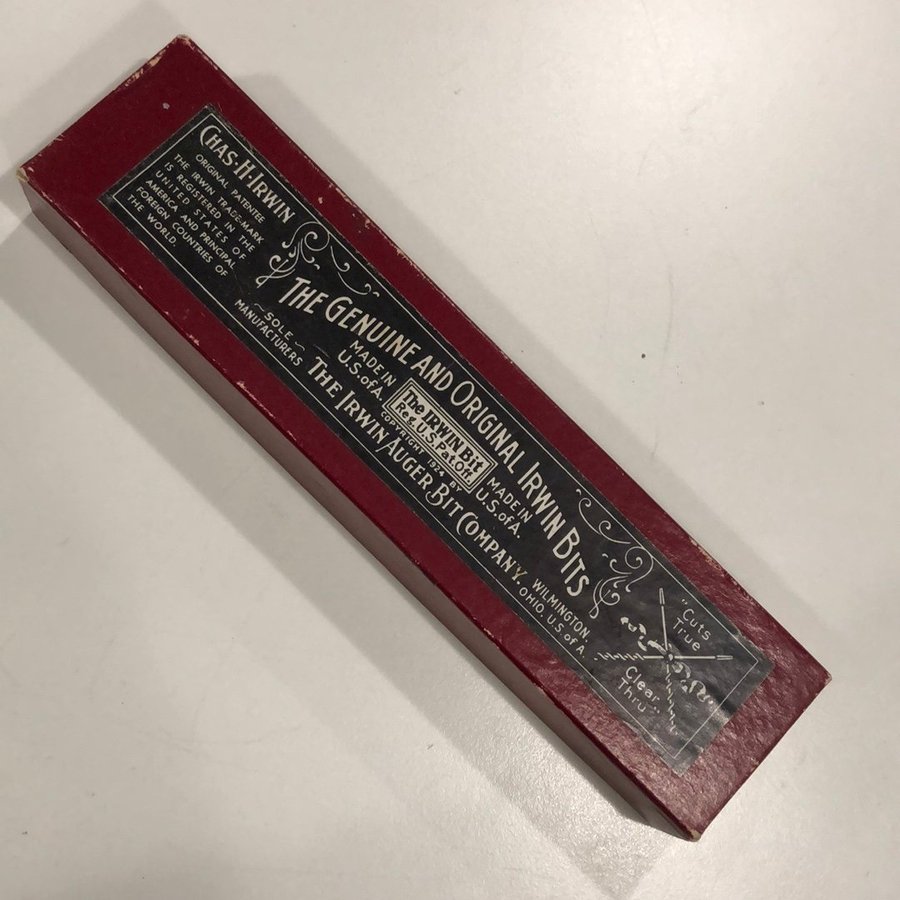 CHAS. H. IRWIN
ORIGINAL PATENTEE
THE IRWIN TRADE-MARK
IS REGISTERED IN THE
UNITED STATES OF
AMERICA AND PRINCIPAL
FOREIGN COUNTRIES OF
THE WORLD.
THE GENUINE AND ORIGINAL IRWIN BITS
MADE IN
U.S. of A.
The IRWIN Bit
Reg. U.S. Pat. Off.
COPYRIGHT 1924 BY
MADE IN
U.S. of A.
SOLE
MANUFACTURERS
THE IRWIN AUGER BIT COMPANY.
WILMINGTON,
OHIO. U.S. of A.
"Cuts
True
Clear
Thru"